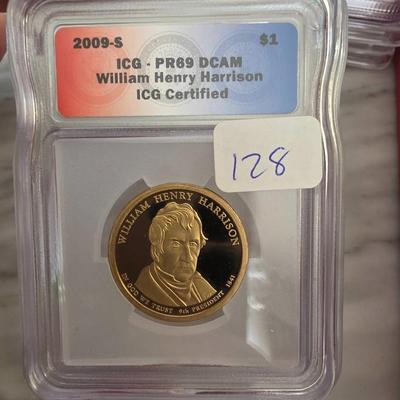 2009-S $1
ICG - PR69 DCAM
William Henry Harrison
ICG Certified
128
WILLIAM HENRY HARRISON
IN GOD WE TRUST 9th PRESIDENT 1841